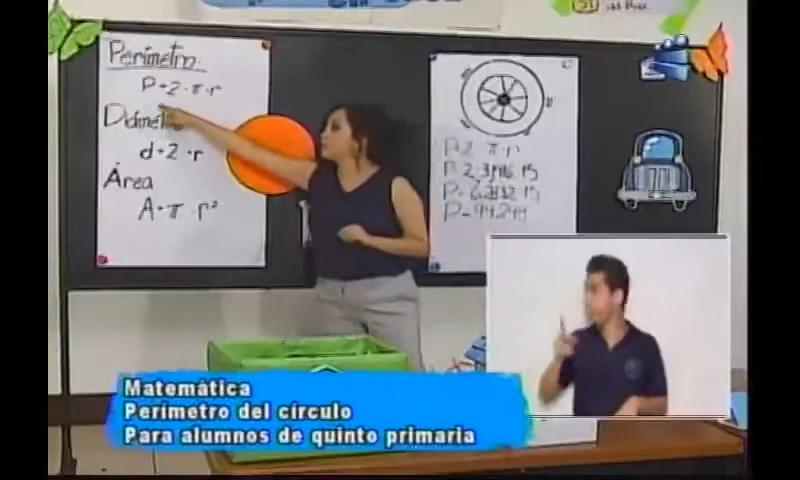 Perímetro
P=2·π·r
Diámetro
d=2·r
Área
A=π·r²
P=2·π·r
P=2·3,1416·15
P=6,2832·15
P=94,248
Matemática
Perímetro del círculo
Para alumnos de quinto primaria